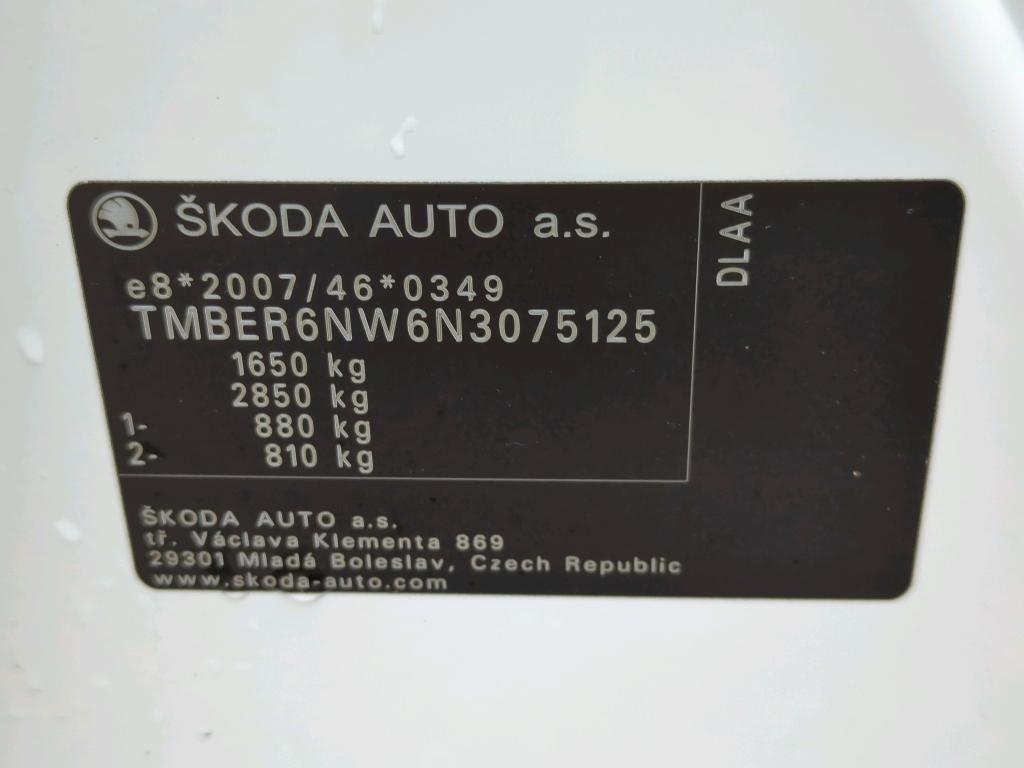 ŠKODA AUTO a.s.
DLAA
e8*2007/46*0349
TMBER6NW6N3075125
1650 kg
2850 kg
1- 880 kg
2- 810 kg
ŠKODA AUTO a.s.
tř. Václava Klementa 869
29301 Mladá Boleslav, Czech Republic
www.skoda-auto.com